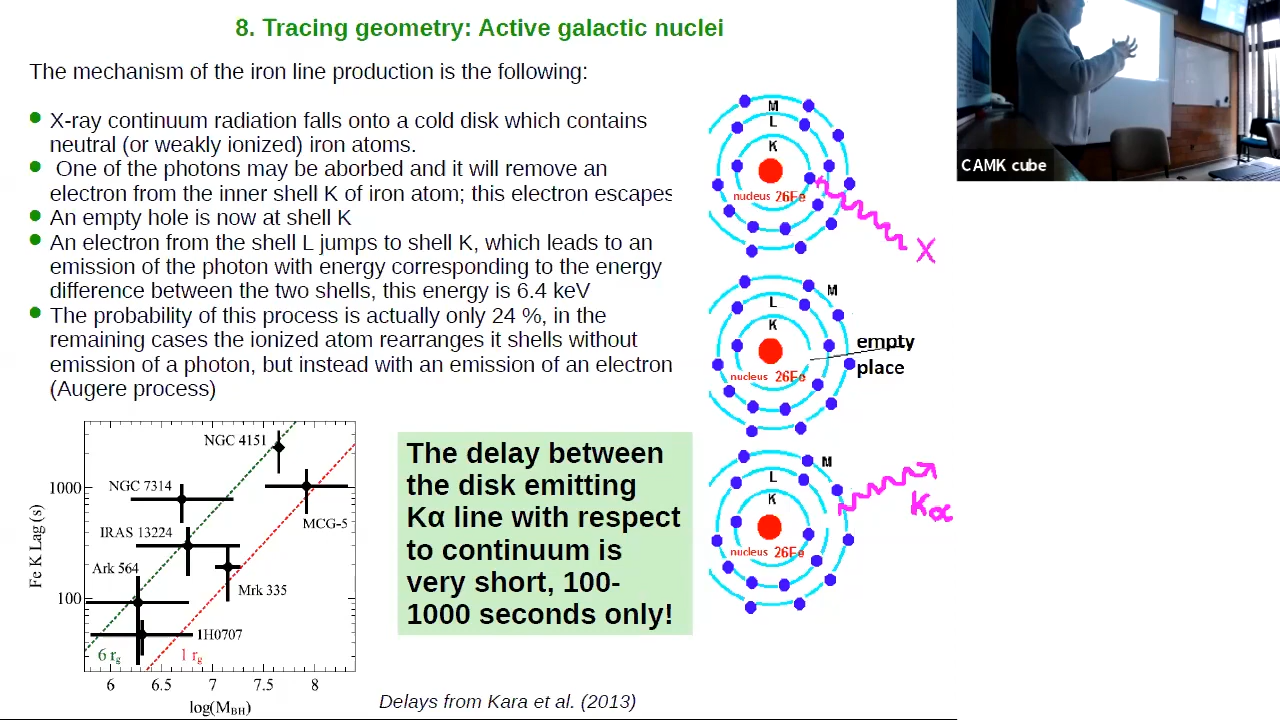 8. Tracing geometry: Active galactic nuclei
The mechanism of the iron line production is the following:
X-ray continuum radiation falls onto a cold disk which contains
neutral (or weakly ionized) iron atoms.
One of the photons may be aborbed and it will remove an
electron from the inner shell K of iron atom; this electron escapes
An empty hole is now at shell K
An electron from the shell L jumps to shell K, which leads to an
emission of the photon with energy corresponding to the energy
difference between the two shells, this energy is 6.4 keV
The probability of this process is actually only 24 %, in the
remaining cases the ionized atom rearranges it shells without
emission of a photon, but instead with an emission of an electron
(Augere process)
CAMK cube
M
L
K
nucleus 26Fe
X
M
L
K
nucleus 26Fe
empty
place
M
L
K
nucleus 26Fe
Kα
NGC 4151
NGC 7314
MCG-5
IRAS 13224
Ark 564
Mrk 335
1H0707
6 rg
1 rg
1000
100
Fe K Lag (s)
6 6.5 7 7.5 8
log(MBH)
The delay between
the disk emitting
Kα line with respect
to continuum is
very short, 100-
1000 seconds only!
Delays from Kara et al. (2013)